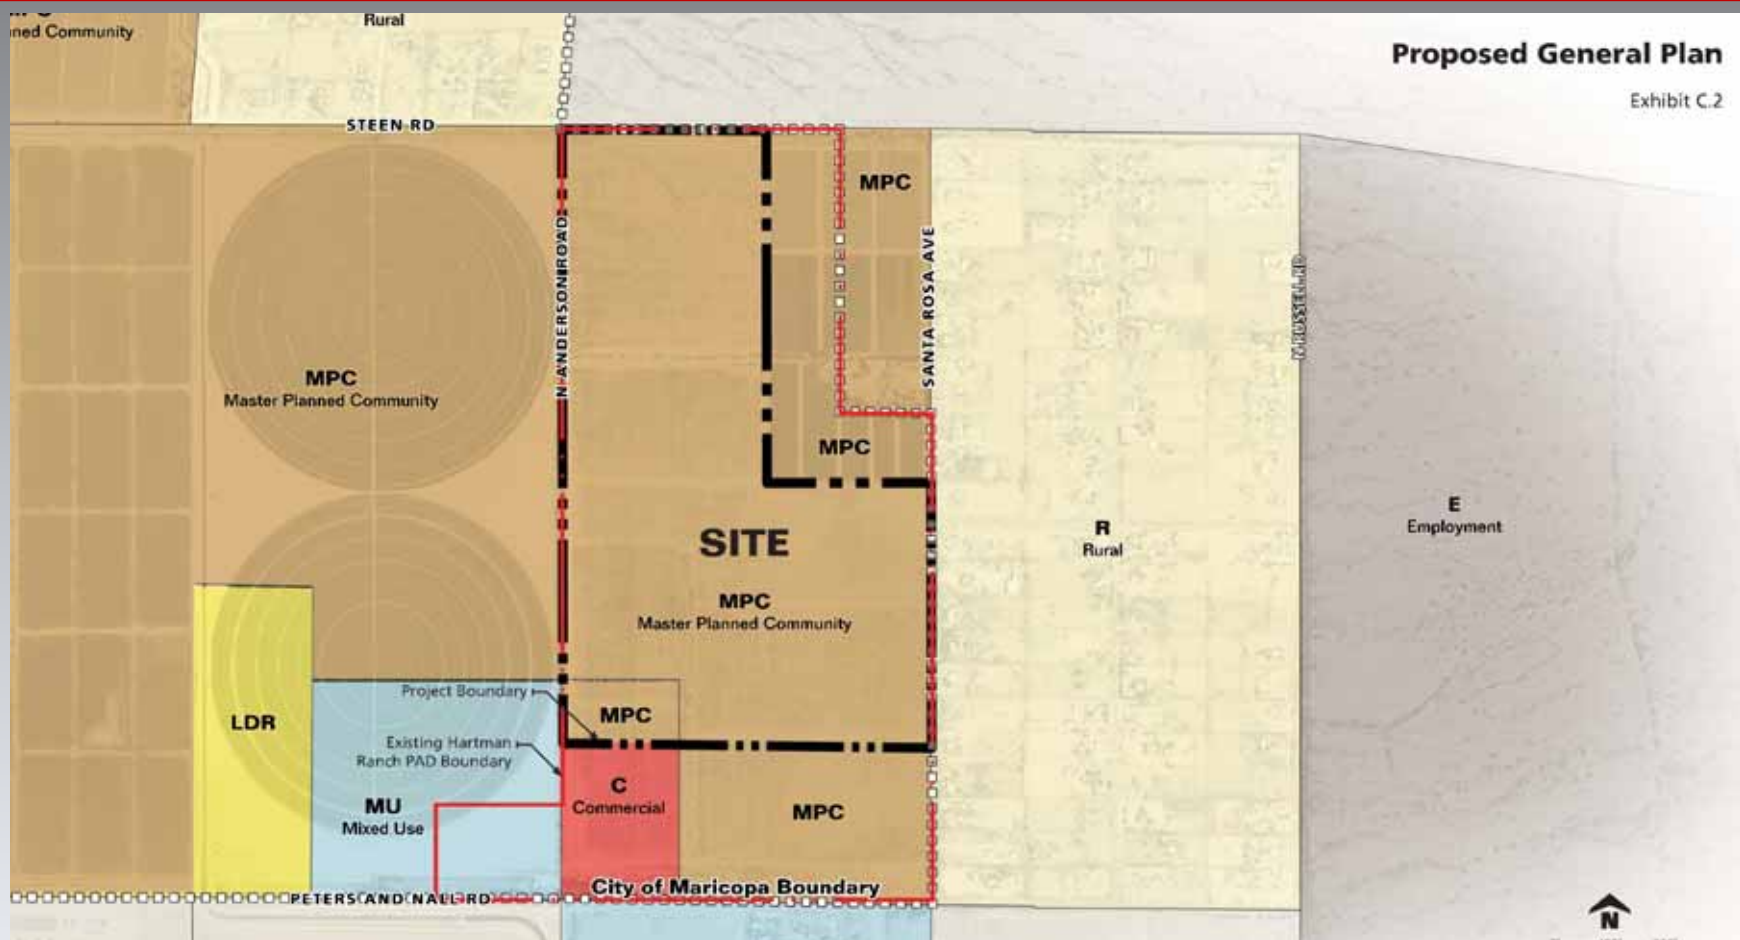 ned Community
Rural
Proposed General Plan
Exhibit C.2
STEEN RD
MPC
N ANDERSON ROAD
SANTA ROSA AVE
N RUSSELL RD
MPC
Master Planned Community
MPC
SITE
E
Employment
R
Rural
MPC
Master Planned Community
Project Boundary
MPC
LDR
Existing Hartman
Ranch PAD Boundary
C
Commercial
MU
Mixed Use
MPC
City of Maricopa Boundary
PETERS AND NALL RD
N